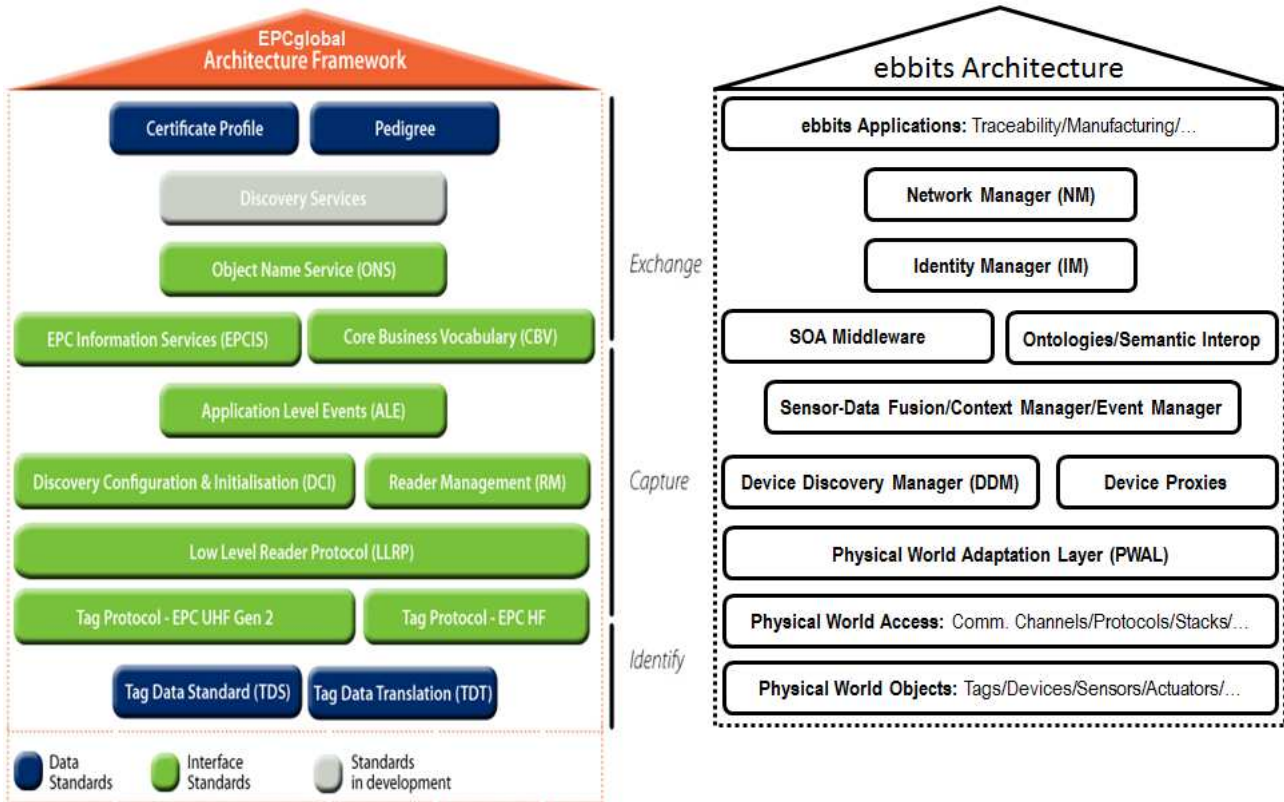 EPCglobal
Architecture Framework
Certificate Profile
Pedigree
Discovery Services
Object Name Service (ONS)
EPC Information Services (EPCIS)
Core Business Vocabulary (CBV)
Application Level Events (ALE)
Discovery Configuration & Initialisation (DCI)
Reader Management (RM)
Low Level Reader Protocol (LLRP)
Tag Protocol - EPC UHF Gen 2
Tag Protocol - EPC HF
Tag Data Standard (TDS)
Tag Data Translation (TDT)
Data
Standards
Interface
Standards
Standards
in development
Exchange
Capture
Identify
ebbits Architecture
ebbits Applications: Traceability/Manufacturing/...
Network Manager (NM)
Identity Manager (IM)
SOA Middleware
Ontologies/Semantic Interop
Sensor-Data Fusion/Context Manager/Event Manager
Device Discovery Manager (DDM)
Device Proxies
Physical World Adaptation Layer (PWAL)
Physical World Access: Comm. Channels/Protocols/Stacks/...
Physical World Objects: Tags/Devices/Sensors/Actuators/...